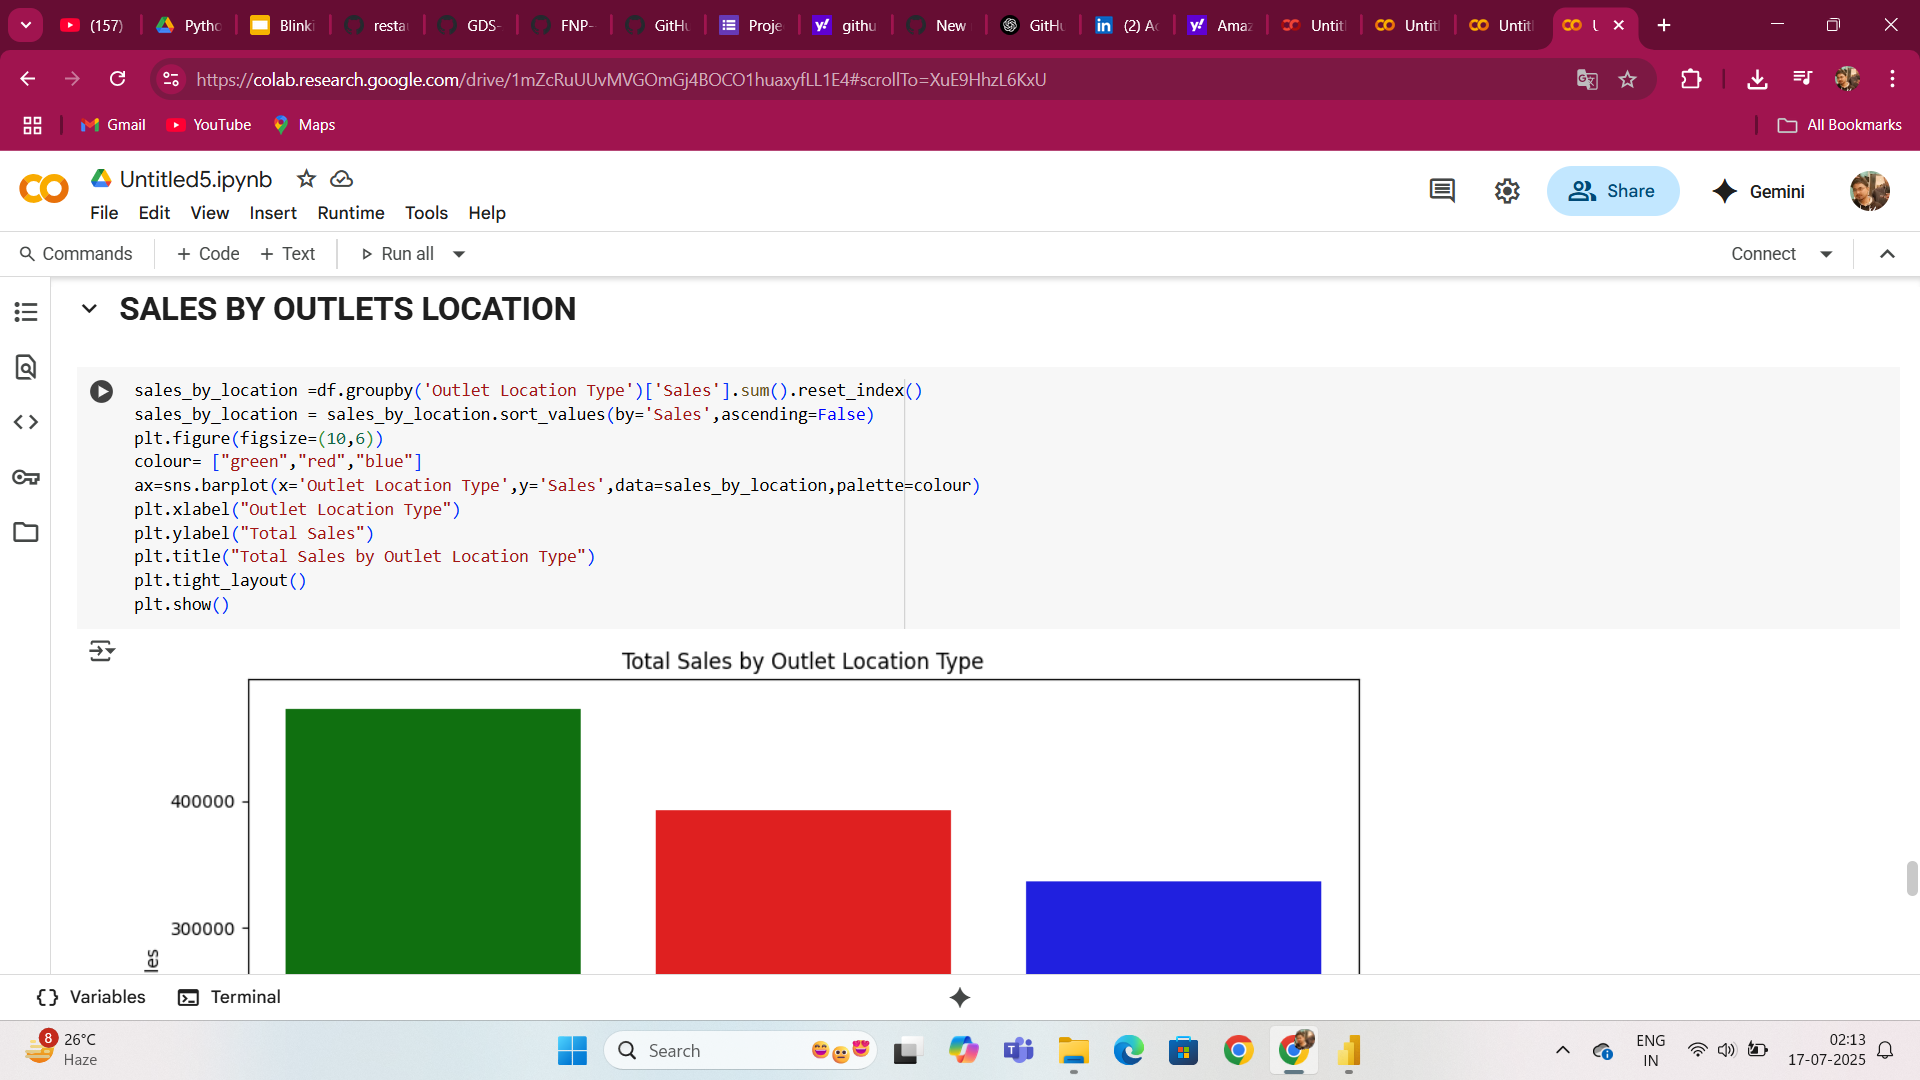 (157)
Pytho
Blinki
restau
GDS-
FNP-
GitHu
Proje
githu
New
GitHu
(2) Ac
Amaz
Untitl
Untitl
Untitl
U
https://colab.research.google.com/drive/1mZcRuUUvMVGOmGj4BOCO1huaxyfLL1E4#scrollTo=XuE9HhzL6KxU
Gmail
YouTube
Maps
All Bookmarks
Untitled5.ipynb
File Edit View Insert Runtime Tools Help
Share
Gemini
Commands
+ Code
+ Text
Run all
Connect
SALES BY OUTLETS LOCATION
sales_by_location =df.groupby('Outlet Location Type')['Sales'].sum().reset_index()
sales_by_location = sales_by_location.sort_values(by='Sales',ascending=False)
plt.figure(figsize=(10,6))
colour= ["green","red","blue"]
ax=sns.barplot(x='Outlet Location Type',y='Sales',data=sales_by_location,palette=colour)
plt.xlabel("Outlet Location Type")
plt.ylabel("Total Sales")
plt.title("Total Sales by Outlet Location Type")
plt.tight_layout()
plt.show()
Total Sales by Outlet Location Type
400000
300000
les
Variables
Terminal
8
26°C
Haze
Search
ENG
IN
02:13
17-07-2025